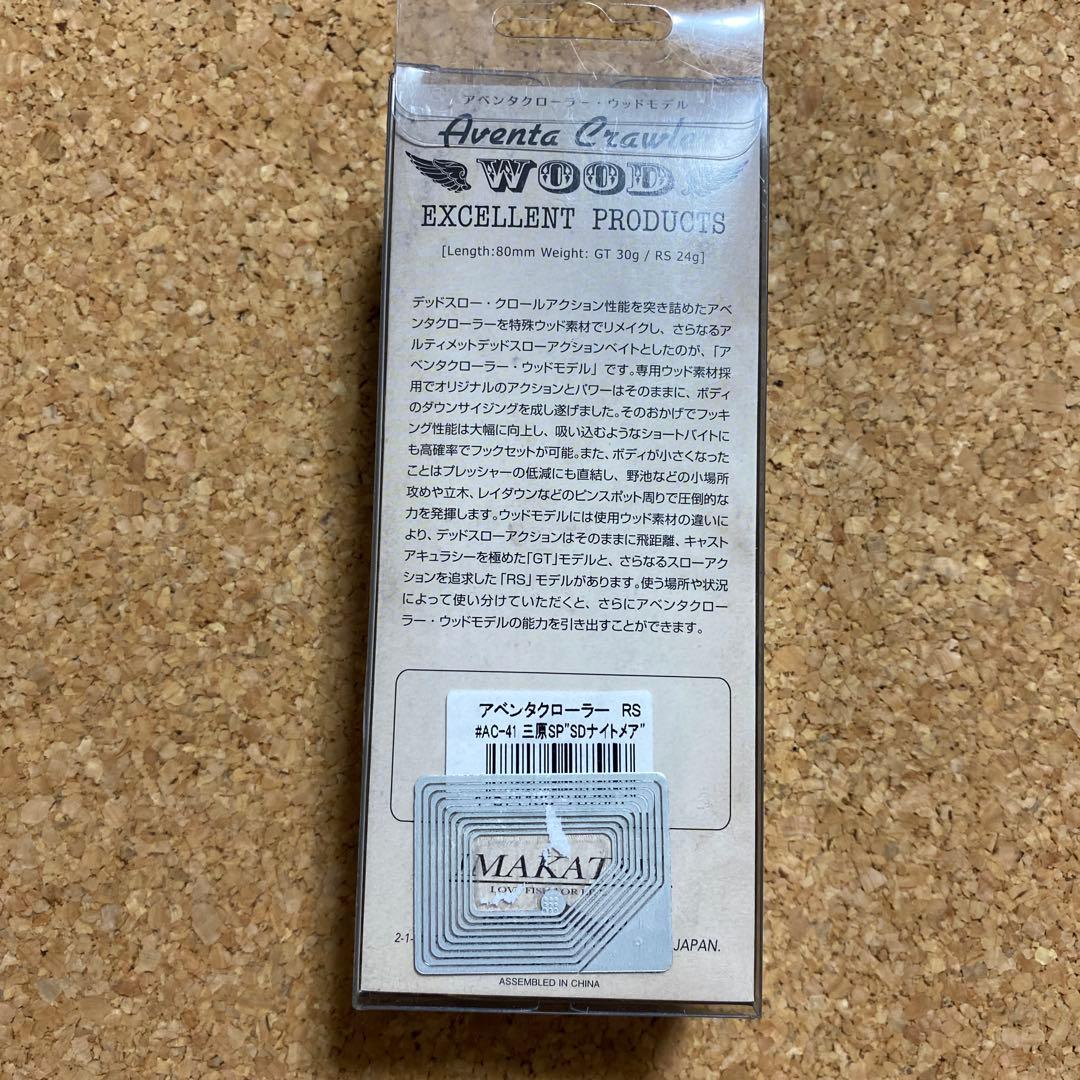 アベンタクローラー・ウッドモデル
Aventa Crawle
WOOD
EXCELLENT PRODUCTS
[Length:80mm Weight: GT 30g / RS 24g]
デッドスロー・クロールアクション性能を突き詰めたアベ
ンタクローラーを特殊ウッド素材でリメイクし、さらなるア
ルティメットデッドスローアクションベイトとしたのが、「ア
ベンタクローラー・ウッドモデル」です。専用ウッド素材採
用でオリジナルのアクションとパワーはそのままに、ボディ
のダウンサイジングを成し遂げました。そのおかげでフッキ
ング性能は大幅に向上し、吸い込むようなショートバイトに
も高確率でフックセットが可能。また、ボディが小さくなった
ことはプレッシャーの低減にも直結し、野池などの小場所
攻めや立木、レイダウンなどのピンスポット周りで圧倒的な
力を発揮します。ウッドモデルには使用ウッド素材の違いに
より、デッドスローアクションはそのままに飛距離、キャスト
アキュラシーを極めた「GT」モデルと、さらなるスローアク
ションを追求した「RS」モデルがあります。使う場所や状況
によって使い分けていただくと、さらにアベンタクロー
ラー・ウッドモデルの能力を引き出すことができます。
アベンタクローラー RS
#AC-41 三原SP"SDナイトメア"
MAKAT
2-1-
JAPAN.
ASSEMBLED IN CHINA